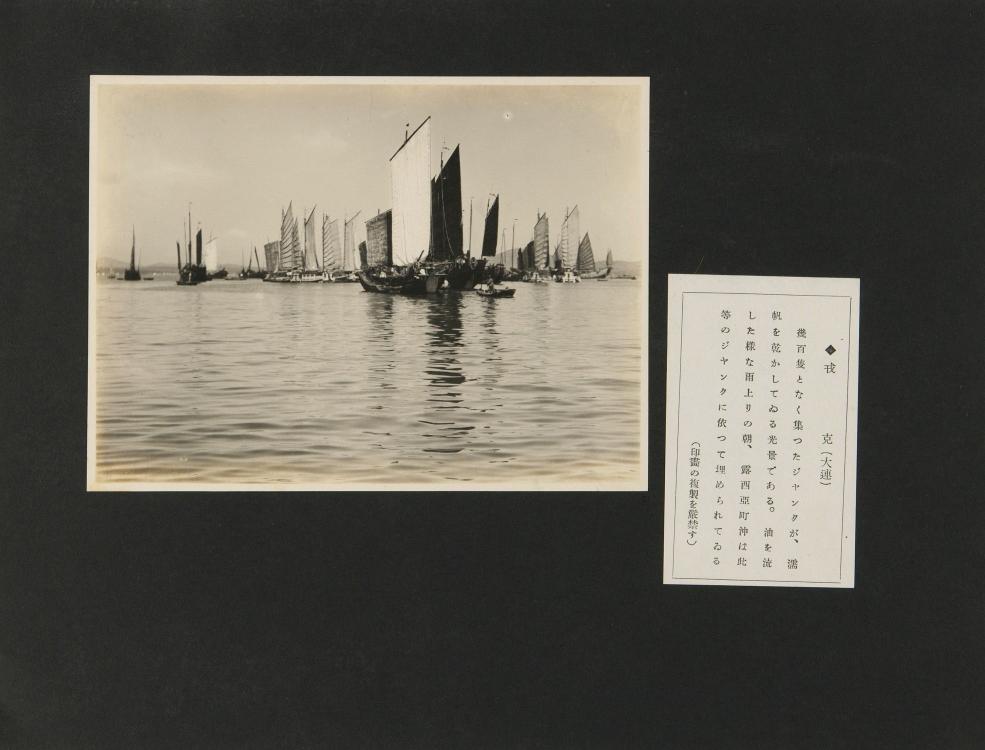 ◆戎克(大連)
幾百隻となく集つたジヤンクが、濡
帆を乾かしてゐる光景である。油を流
した様な雨上りの朝、露西亞町沖は此
等のジヤンクに依つて埋められてゐる
(印畫の複製を嚴禁す)